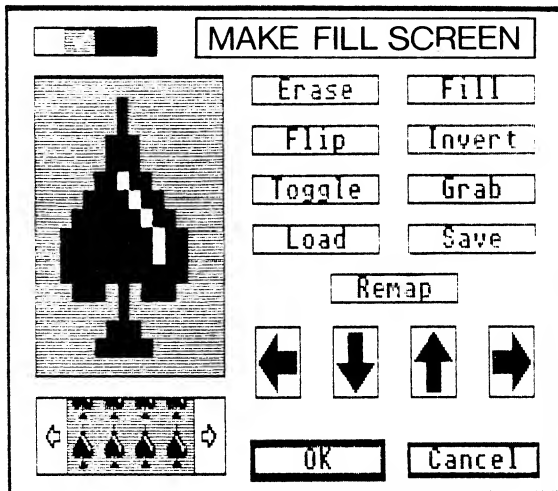 MAKE FILL SCREEN
Erase Fill
Flip Invert
Toggle Grab
Load Save
Remap
OK Cancel